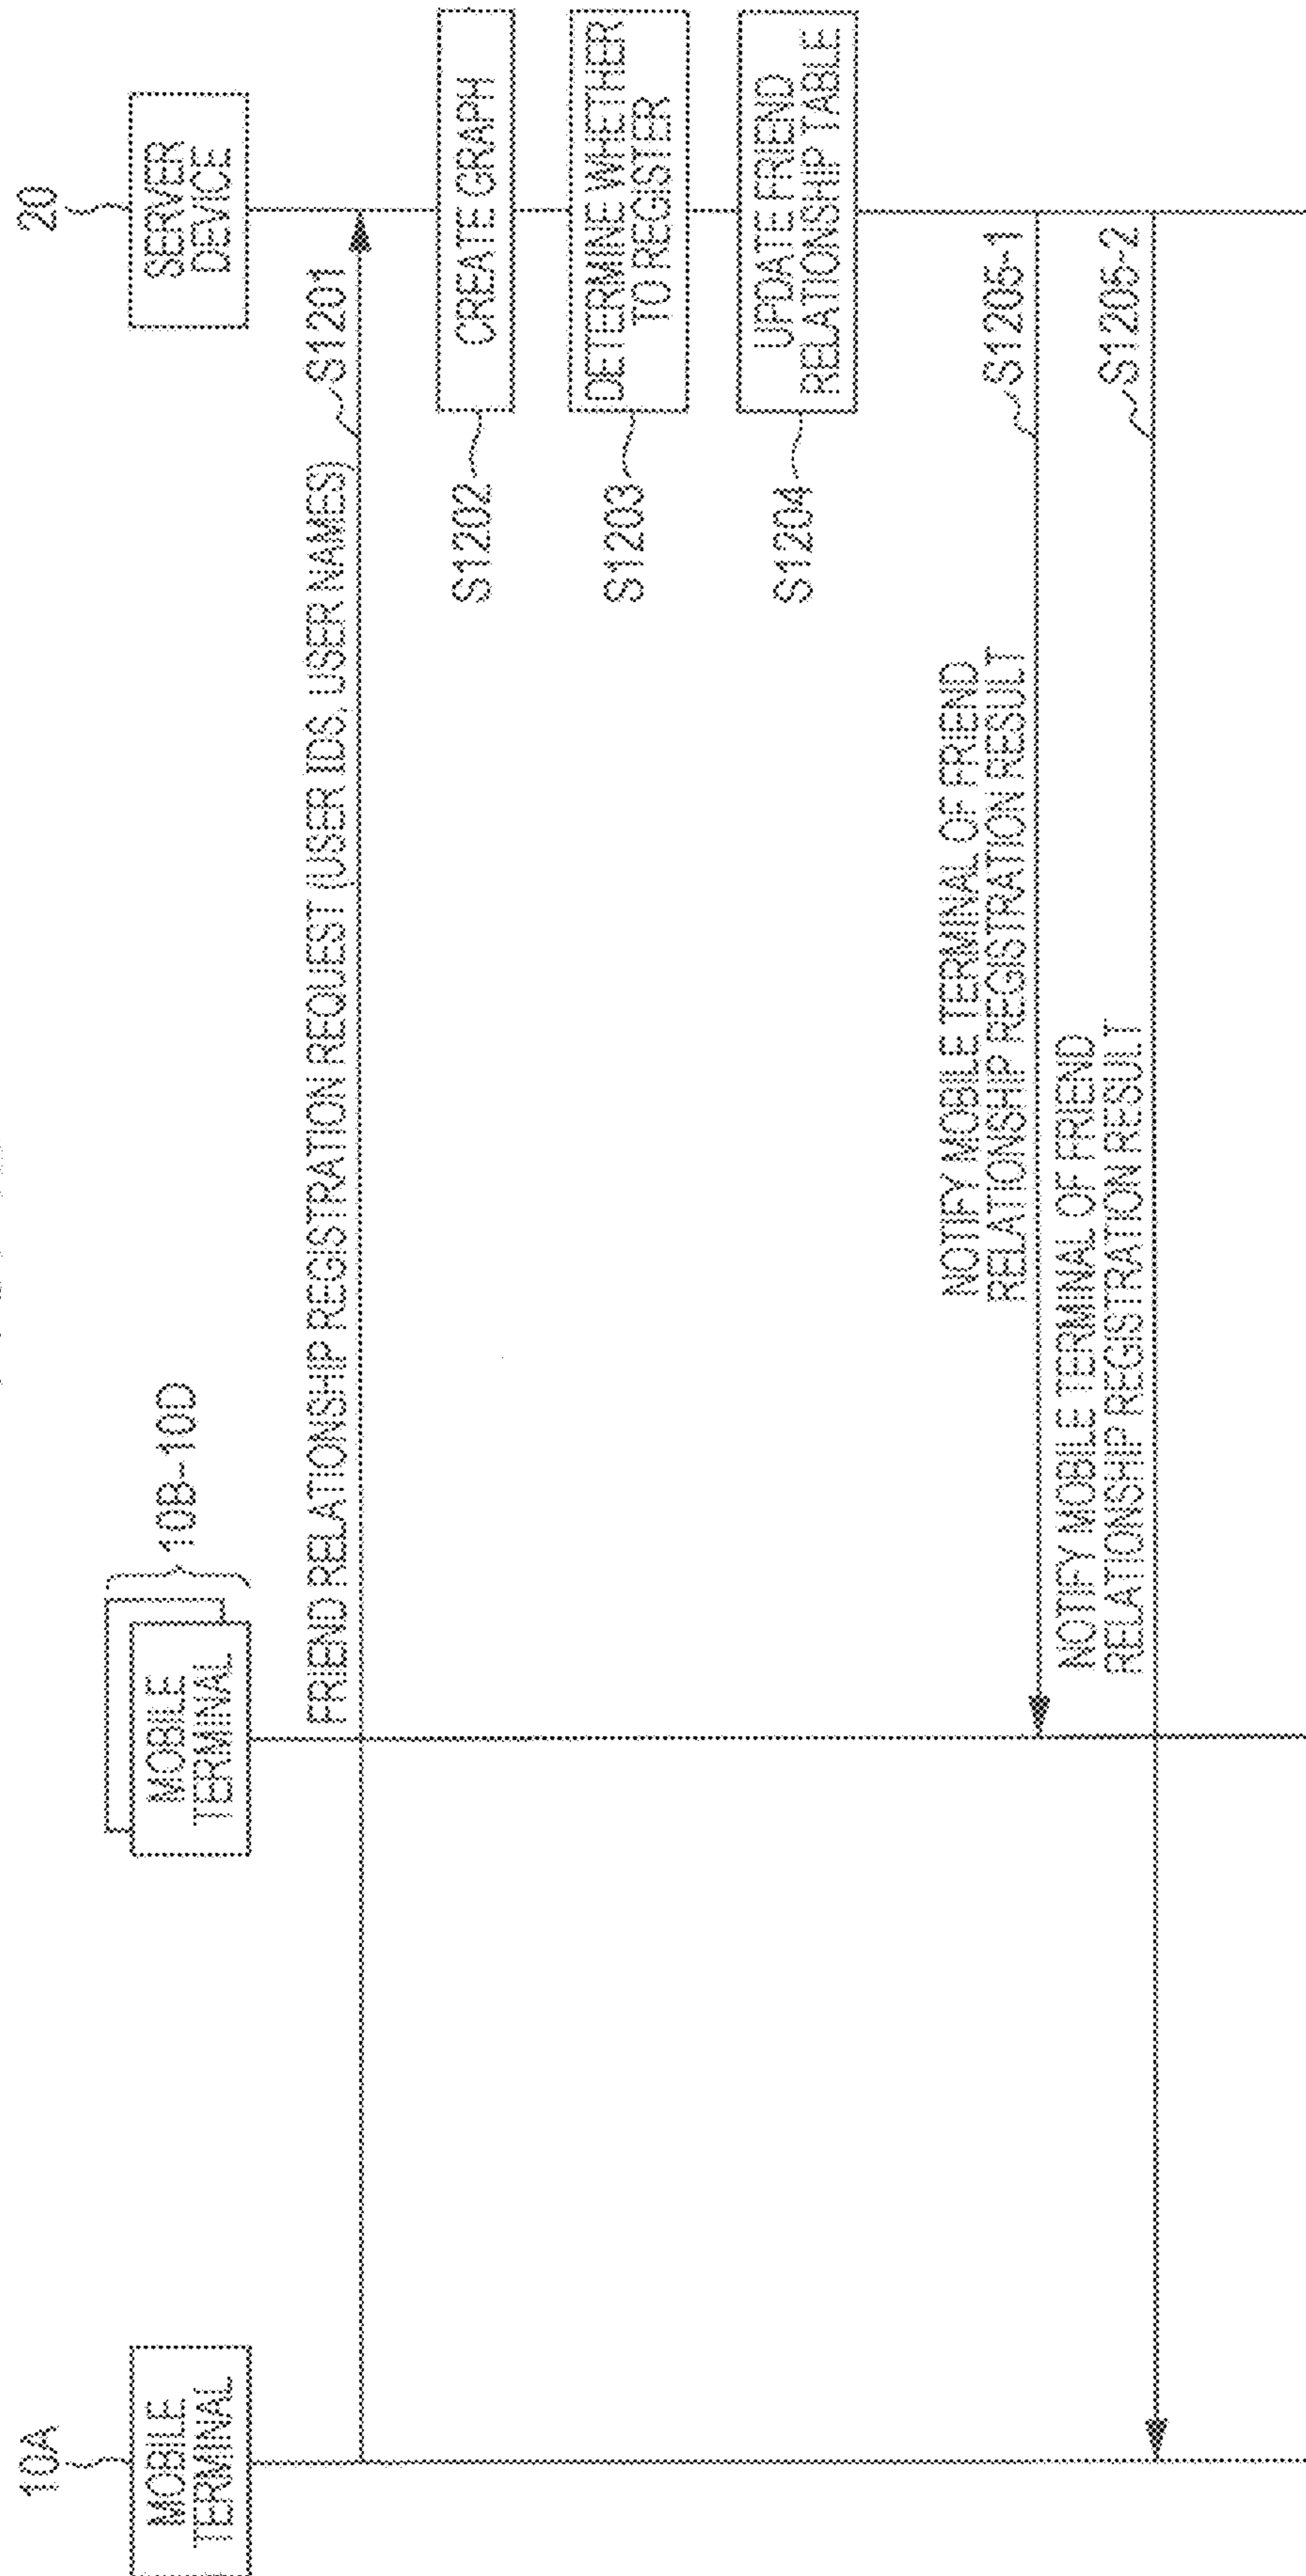 10A
MOBILE
TERMINAL
10B-10D
MOBILE
TERMINAL
20
SERVER
DEVICE
FRIEND RELATIONSHIP REGISTRATION REQUEST (USER IDS, USER NAMES)
S1201
S1202
CREATE GRAPH
S1203
DETERMINE WHETHER
TO REGISTER
S1204
UPDATE FRIEND
RELATIONSHIP TABLE
NOTIFY MOBILE TERMINAL OF FRIEND
RELATIONSHIP REGISTRATION RESULT
S1205-1
NOTIFY MOBILE TERMINAL OF FRIEND
RELATIONSHIP REGISTRATION RESULT
S1205-2